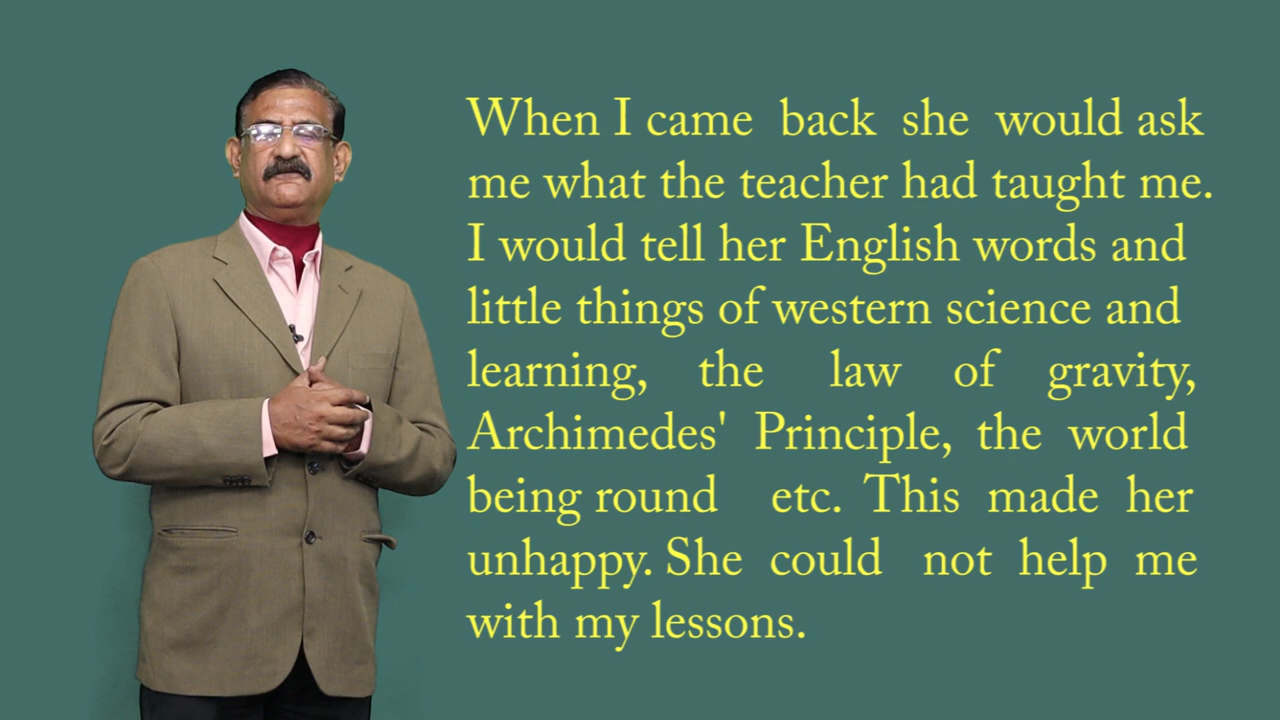 When I came back she would ask
me what the teacher had taught me.
I would tell her English words and
little things of western science and
learning, the law of gravity,
Archimedes' Principle, the world
being round etc. This made her
unhappy. She could not help me
with my lessons.